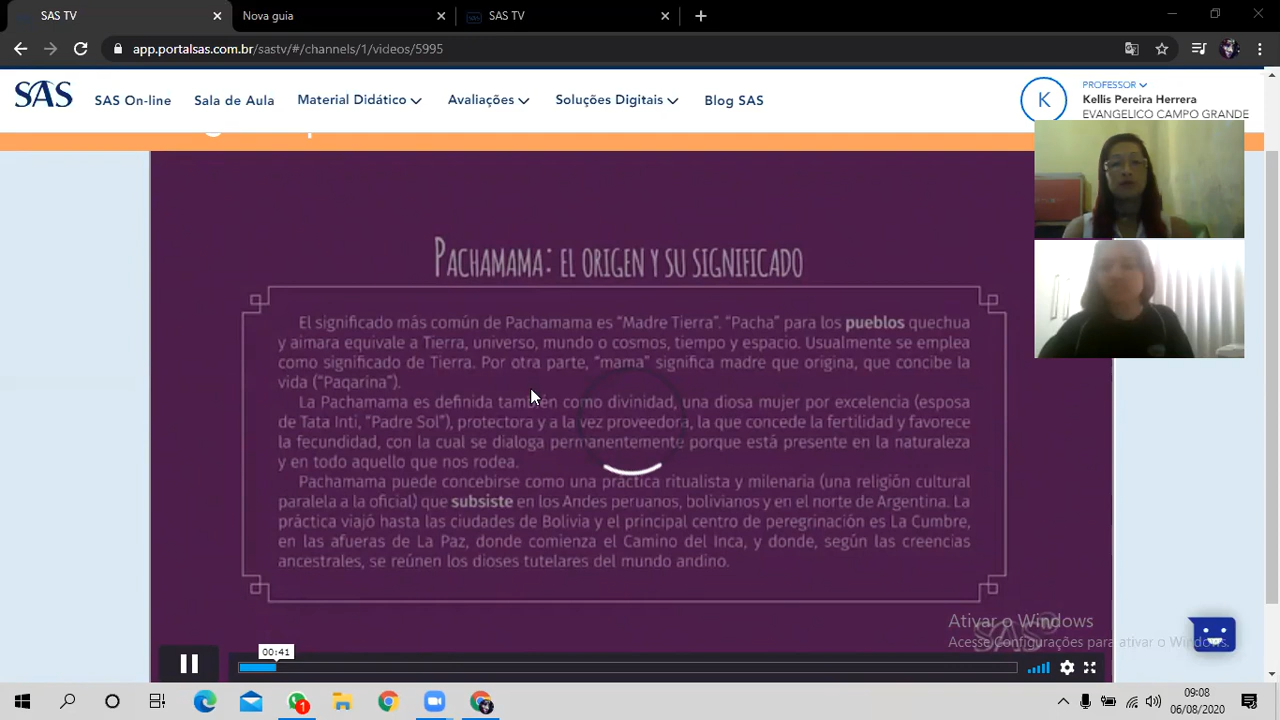 SAS TV
Nova guia
SAS TV
app.portalsas.com.br/sastv/#/channels/1/videos/5995
SAS
SAS On-line
Sala de Aula
Material Didático
Avaliações
Soluções Digitais
Blog SAS
K
PROFESSOR
Kellis Pereira Herrera
EVANGELICO CAMPO GRANDE
PACHAMAMA: EL ORIGEN Y SU SIGNIFICADO
El significado más común de Pachamama es “Madre Tierra”. “Pacha” para los pueblos quechua
y aimara equivale a Tierra, universo, mundo o cosmos, tiempo y espacio. Usualmente se emplea
como significado de Tierra. Por otra parte, “mama” significa madre que origina, que concibe la
vida (“Paqarina”).
La Pachamama es definida también como divinidad, una diosa mujer por excelencia (esposa
de Tata Inti, “Padre Sol”), protectora y a la vez proveedora, la que concede la fertilidad y favorece
la fecundidad, con la cual se dialoga permanentemente porque está presente en la naturaleza
y en todo aquello que nos rodea.
Pachamama puede concebirse como una práctica ritualista y milenaria (una religión cultural
paralela a la oficial) que subsiste en los Andes peruanos, bolivianos y en el norte de Argentina. La
práctica viajó hasta las ciudades de Bolivia y el principal centro de peregrinación es La Cumbre,
en las afueras de La Paz, donde comienza el Camino del Inca, y donde, según las creencias
ancestrales, se reúnen los dioses tutelares del mundo andino.
Ativar o Windows
Acesse Configurações para ativar o Windows.
SAS
00:41
1
09:08
06/08/2020